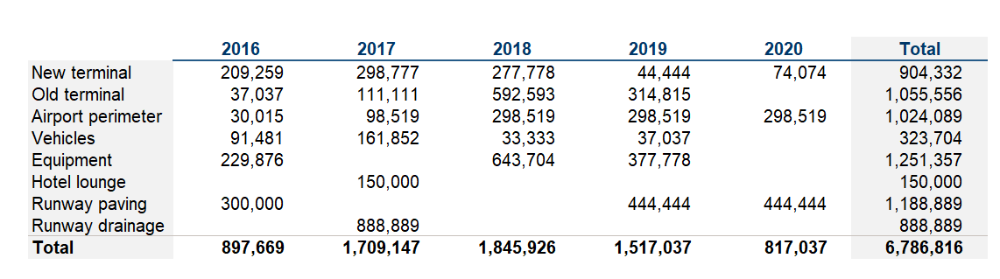 2016 2017 2018 2019 2020 Total
New terminal 209,259 298,777 277,778 44,444 74,074 904,332
Old terminal 37,037 111,111 592,593 314,815 1,055,556
Airport perimeter 30,015 98,519 298,519 298,519 298,519 1,024,089
Vehicles 91,481 161,852 33,333 37,037 323,704
Equipment 229,876 643,704 377,778 1,251,357
Hotel lounge 150,000 150,000
Runway paving 300,000 444,444 444,444 1,188,889
Runway drainage 888,889 888,889
Total 897,669 1,709,147 1,845,926 1,517,037 817,037 6,786,816